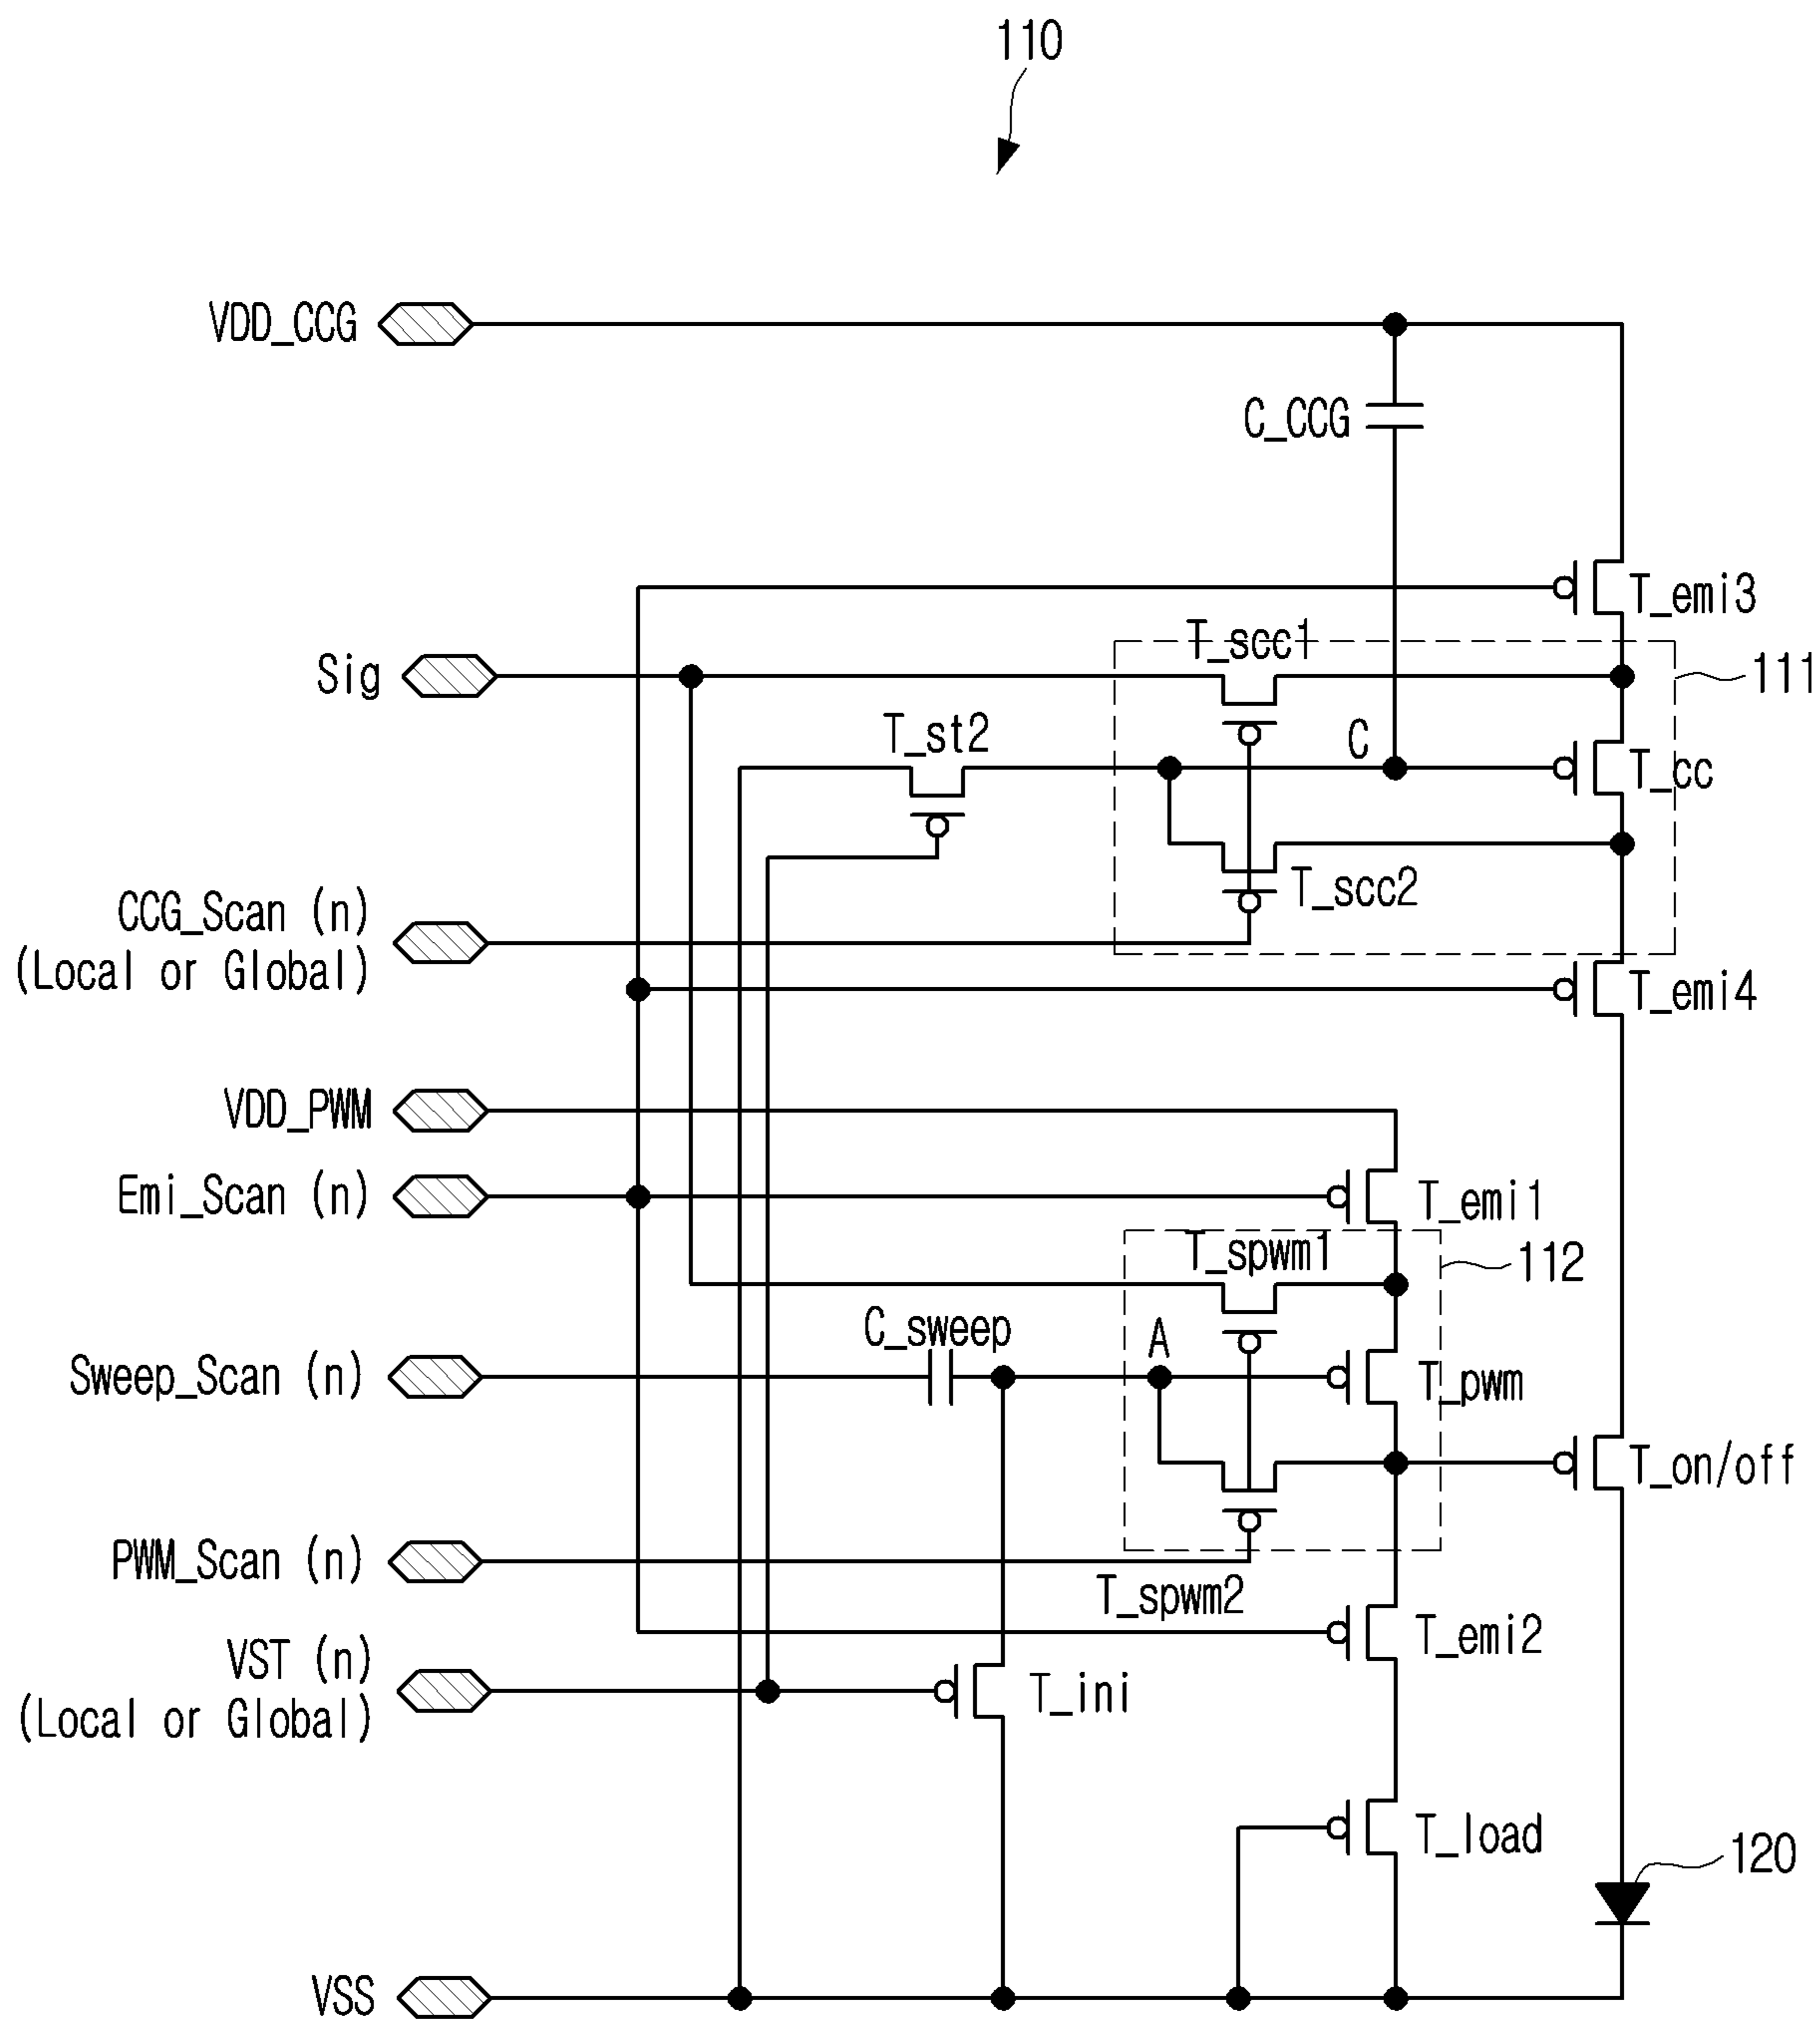 110
VDD_CCG
C_CCG
T_emi3
T_scc1
Sig
111
T_st2
C
T_cc
T_scc2
CCG_Scan (n)
(Local or Global)
T_emi4
VDD_PWM
Emi_Scan (n)
T_emi1
T_spwm1
112
C_sweep
A
Sweep_Scan (n)
T_pwm
T_on/off
PWM_Scan (n)
T_spwm2
T_emi2
VST (n)
(Local or Global)
T_ini
T_load
120
VSS